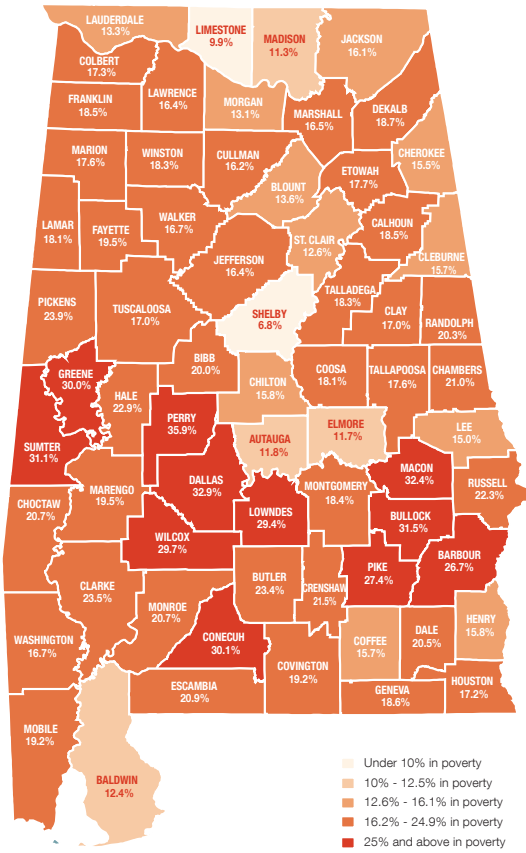 LAUDERDALE
13.3%
LIMESTONE
9.9%
MADISON
11.3%
JACKSON
16.1%
COLBERT
17.3%
LAWRENCE
16.4%
FRANKLIN
18.5%
MORGAN
13.1%
MARSHALL
16.5%
DEKALB
18.7%
MARION
17.6%
WINSTON
18.3%
CULLMAN
16.2%
CHEROKEE
15.5%
ETOWAH
17.7%
BLOUNT
13.6%
LAMAR
18.1%
FAYETTE
19.5%
WALKER
16.7%
CALHOUN
18.5%
ST. CLAIR
12.6%
JEFFERSON
16.4%
CLEBURNE
15.7%
PICKENS
23.9%
TUSCALOOSA
17.0%
TALLADEGA
18.3%
SHELBY
6.8%
CLAY
17.0%
RANDOLPH
20.3%
BIBB
20.0%
GREENE
30.0%
HALE
22.9%
CHILTON
15.8%
COOSA
18.1%
TALLAPOOSA
17.6%
CHAMBERS
21.0%
PERRY
35.9%
SUMTER
31.1%
AUTAUGA
11.8%
ELMORE
11.7%
LEE
15.0%
MACON
32.4%
DALLAS
32.9%
MONTGOMERY
18.4%
RUSSELL
22.3%
MARENGO
19.5%
CHOCTAW
20.7%
LOWNDES
29.4%
BULLOCK
31.5%
WILCOX
29.7%
BARBOUR
26.7%
PIKE
27.4%
BUTLER
23.4%
CRENSHAW
21.5%
CLARKE
23.5%
MONROE
20.7%
HENRY
15.8%
WASHINGTON
16.7%
CONECUH
30.1%
COFFEE
15.7%
DALE
20.5%
COVINGTON
19.2%
HOUSTON
17.2%
ESCAMBIA
20.9%
GENEVA
18.6%
MOBILE
19.2%
BALDWIN
12.4%
Under 10% in poverty
10% - 12.5% in poverty
12.6% - 16.1% in poverty
16.2% - 24.9% in poverty
25% and above in poverty